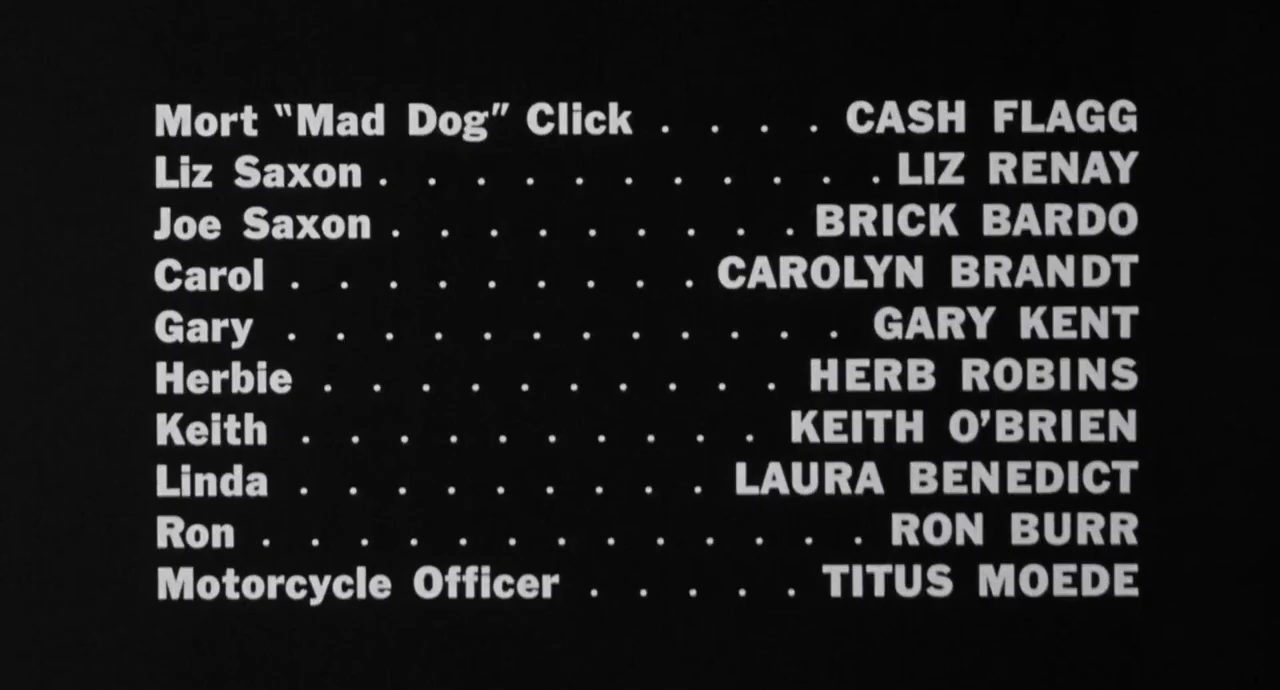 Mort "Mad Dog" Click . . . . CASH FLAGG
Liz Saxon . . . . . . . . . . . LIZ RENAY
Joe Saxon . . . . . . . . . BRICK BARDO
Carol . . . . . . . . . CAROLYN BRANDT
Gary . . . . . . . . . . . . GARY KENT
Herbie . . . . . . . . . . HERB ROBINS
Keith . . . . . . . . . . KEITH O'BRIEN
Linda . . . . . . . . . LAURA BENEDICT
Ron . . . . . . . . . . . . . RON BURR
Motorcycle Officer . . . . . TITUS MOEDE